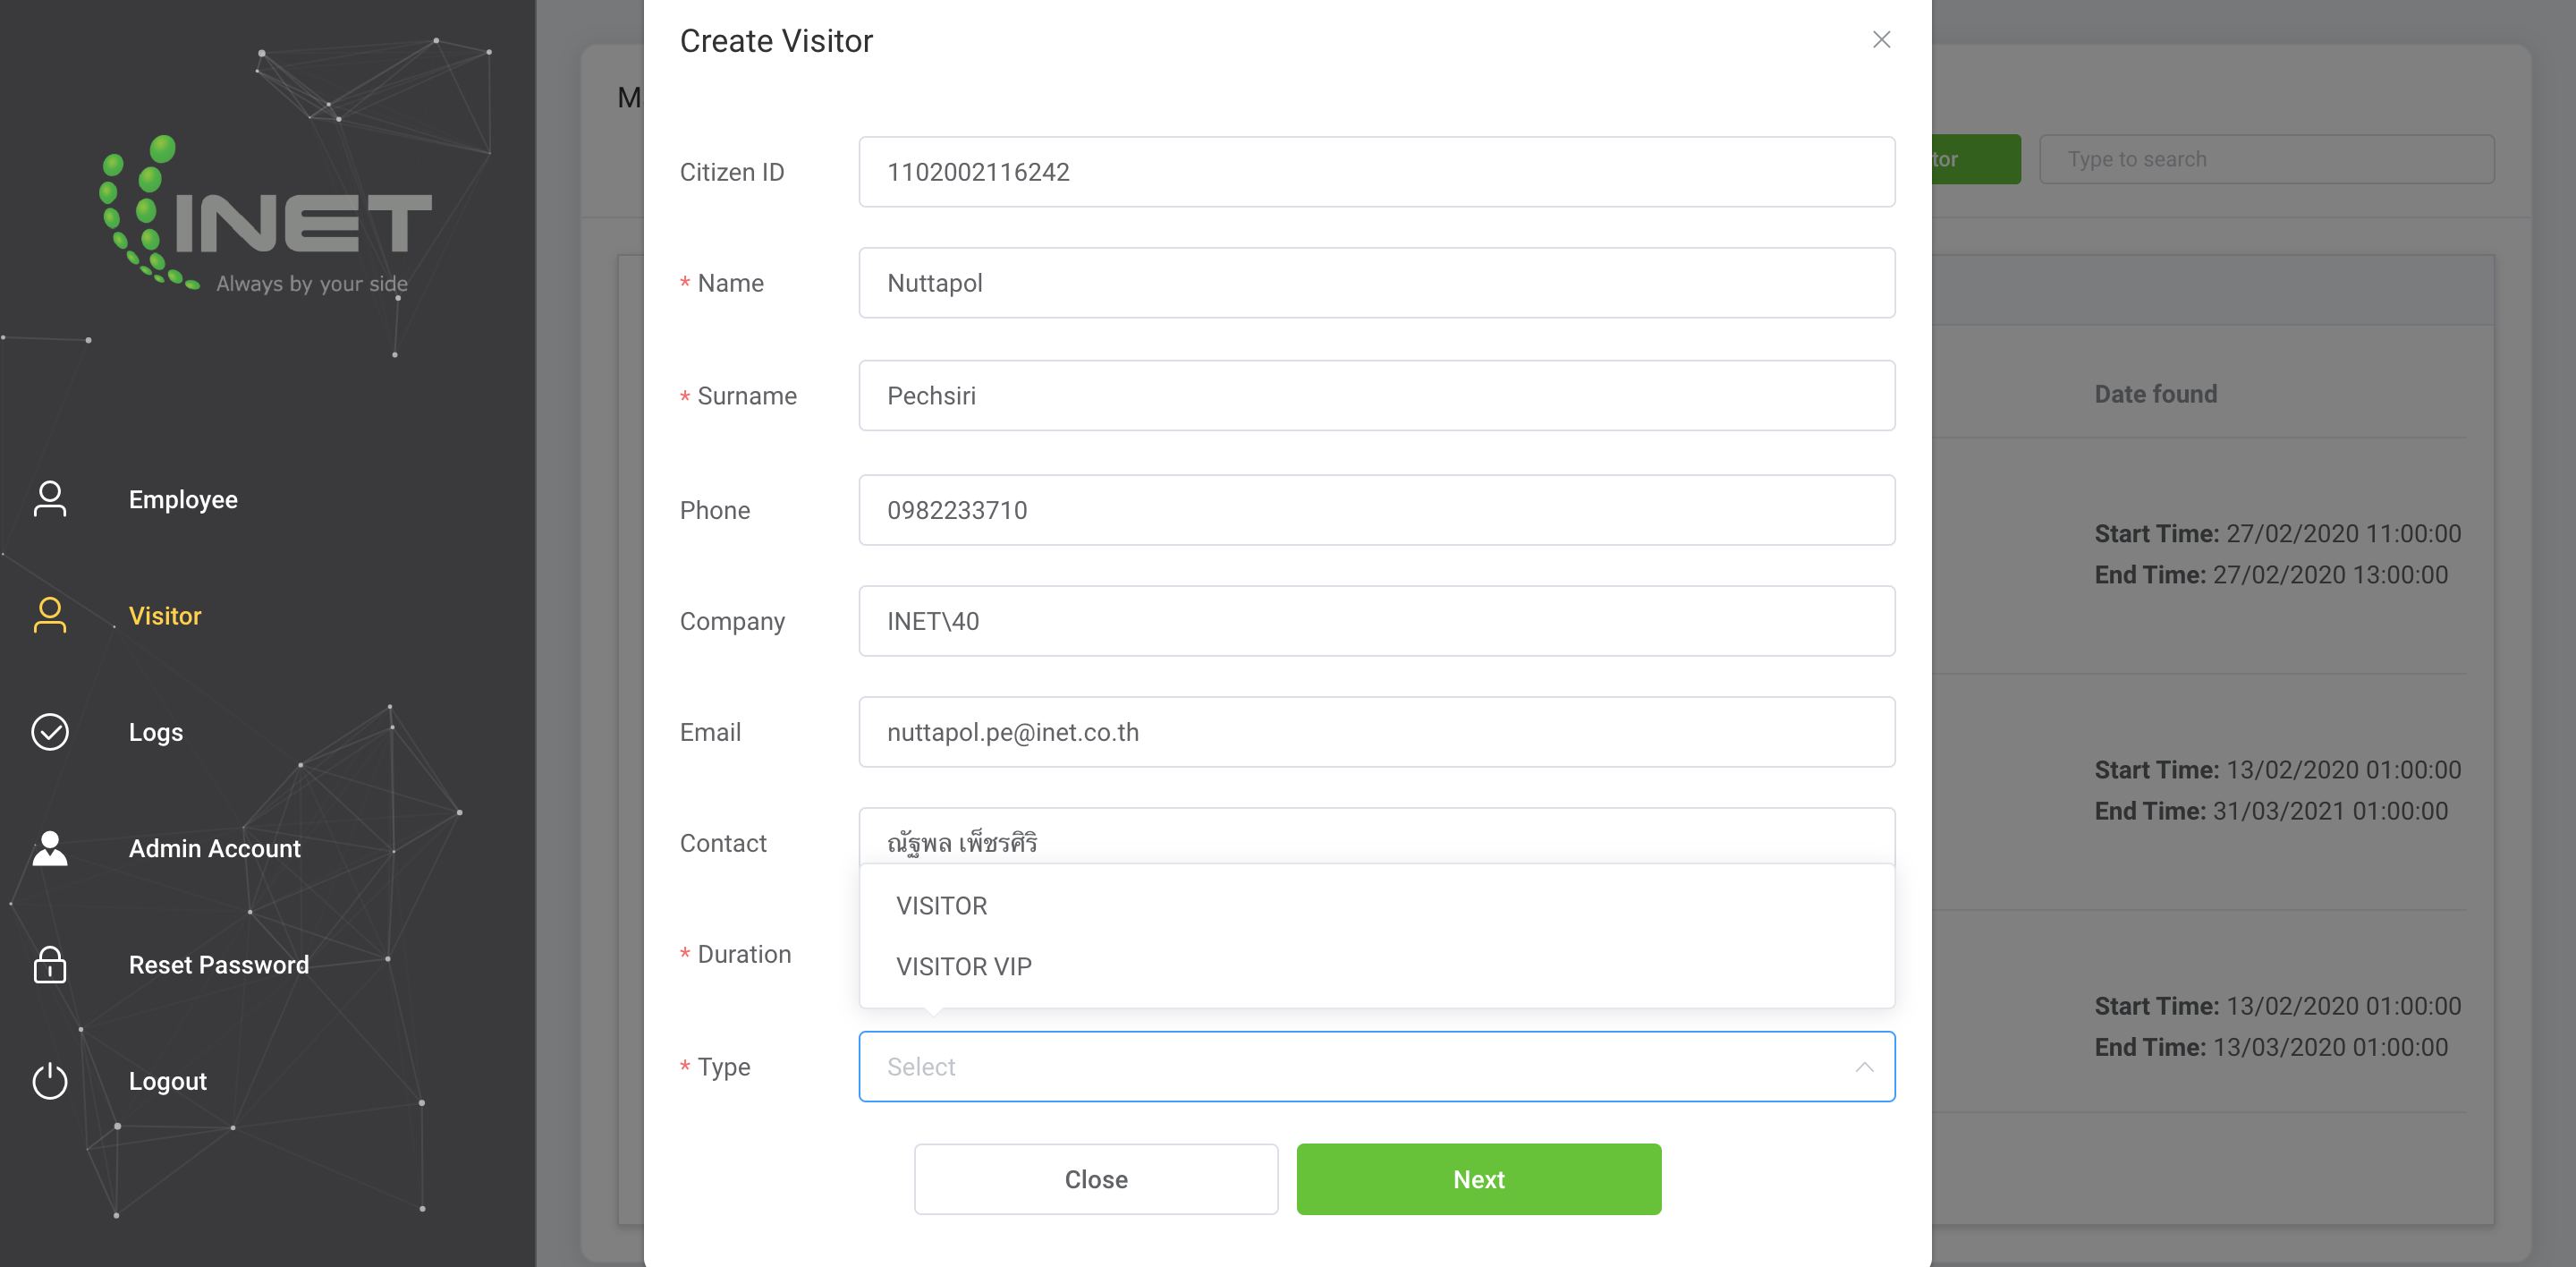 INET
Always by your side
Employee
Visitor
Logs
Admin Account
Reset Password
Logout
Create Visitor
Citizen ID
1102002116242
* Name
Nuttapol
* Surname
Pechsiri
Phone
0982233710
Company
INET\40
Email
nuttapol.pe@inet.co.th
Contact
ณัฐพล เพ็ชรศิริ
* Duration
VISITOR
VISITOR VIP
* Type
Select
Close
Next
Type to search
Date found
Start Time: 27/02/2020 11:00:00
End Time: 27/02/2020 13:00:00
Start Time: 13/02/2020 01:00:00
End Time: 31/03/2021 01:00:00
Start Time: 13/02/2020 01:00:00
End Time: 13/03/2020 01:00:00